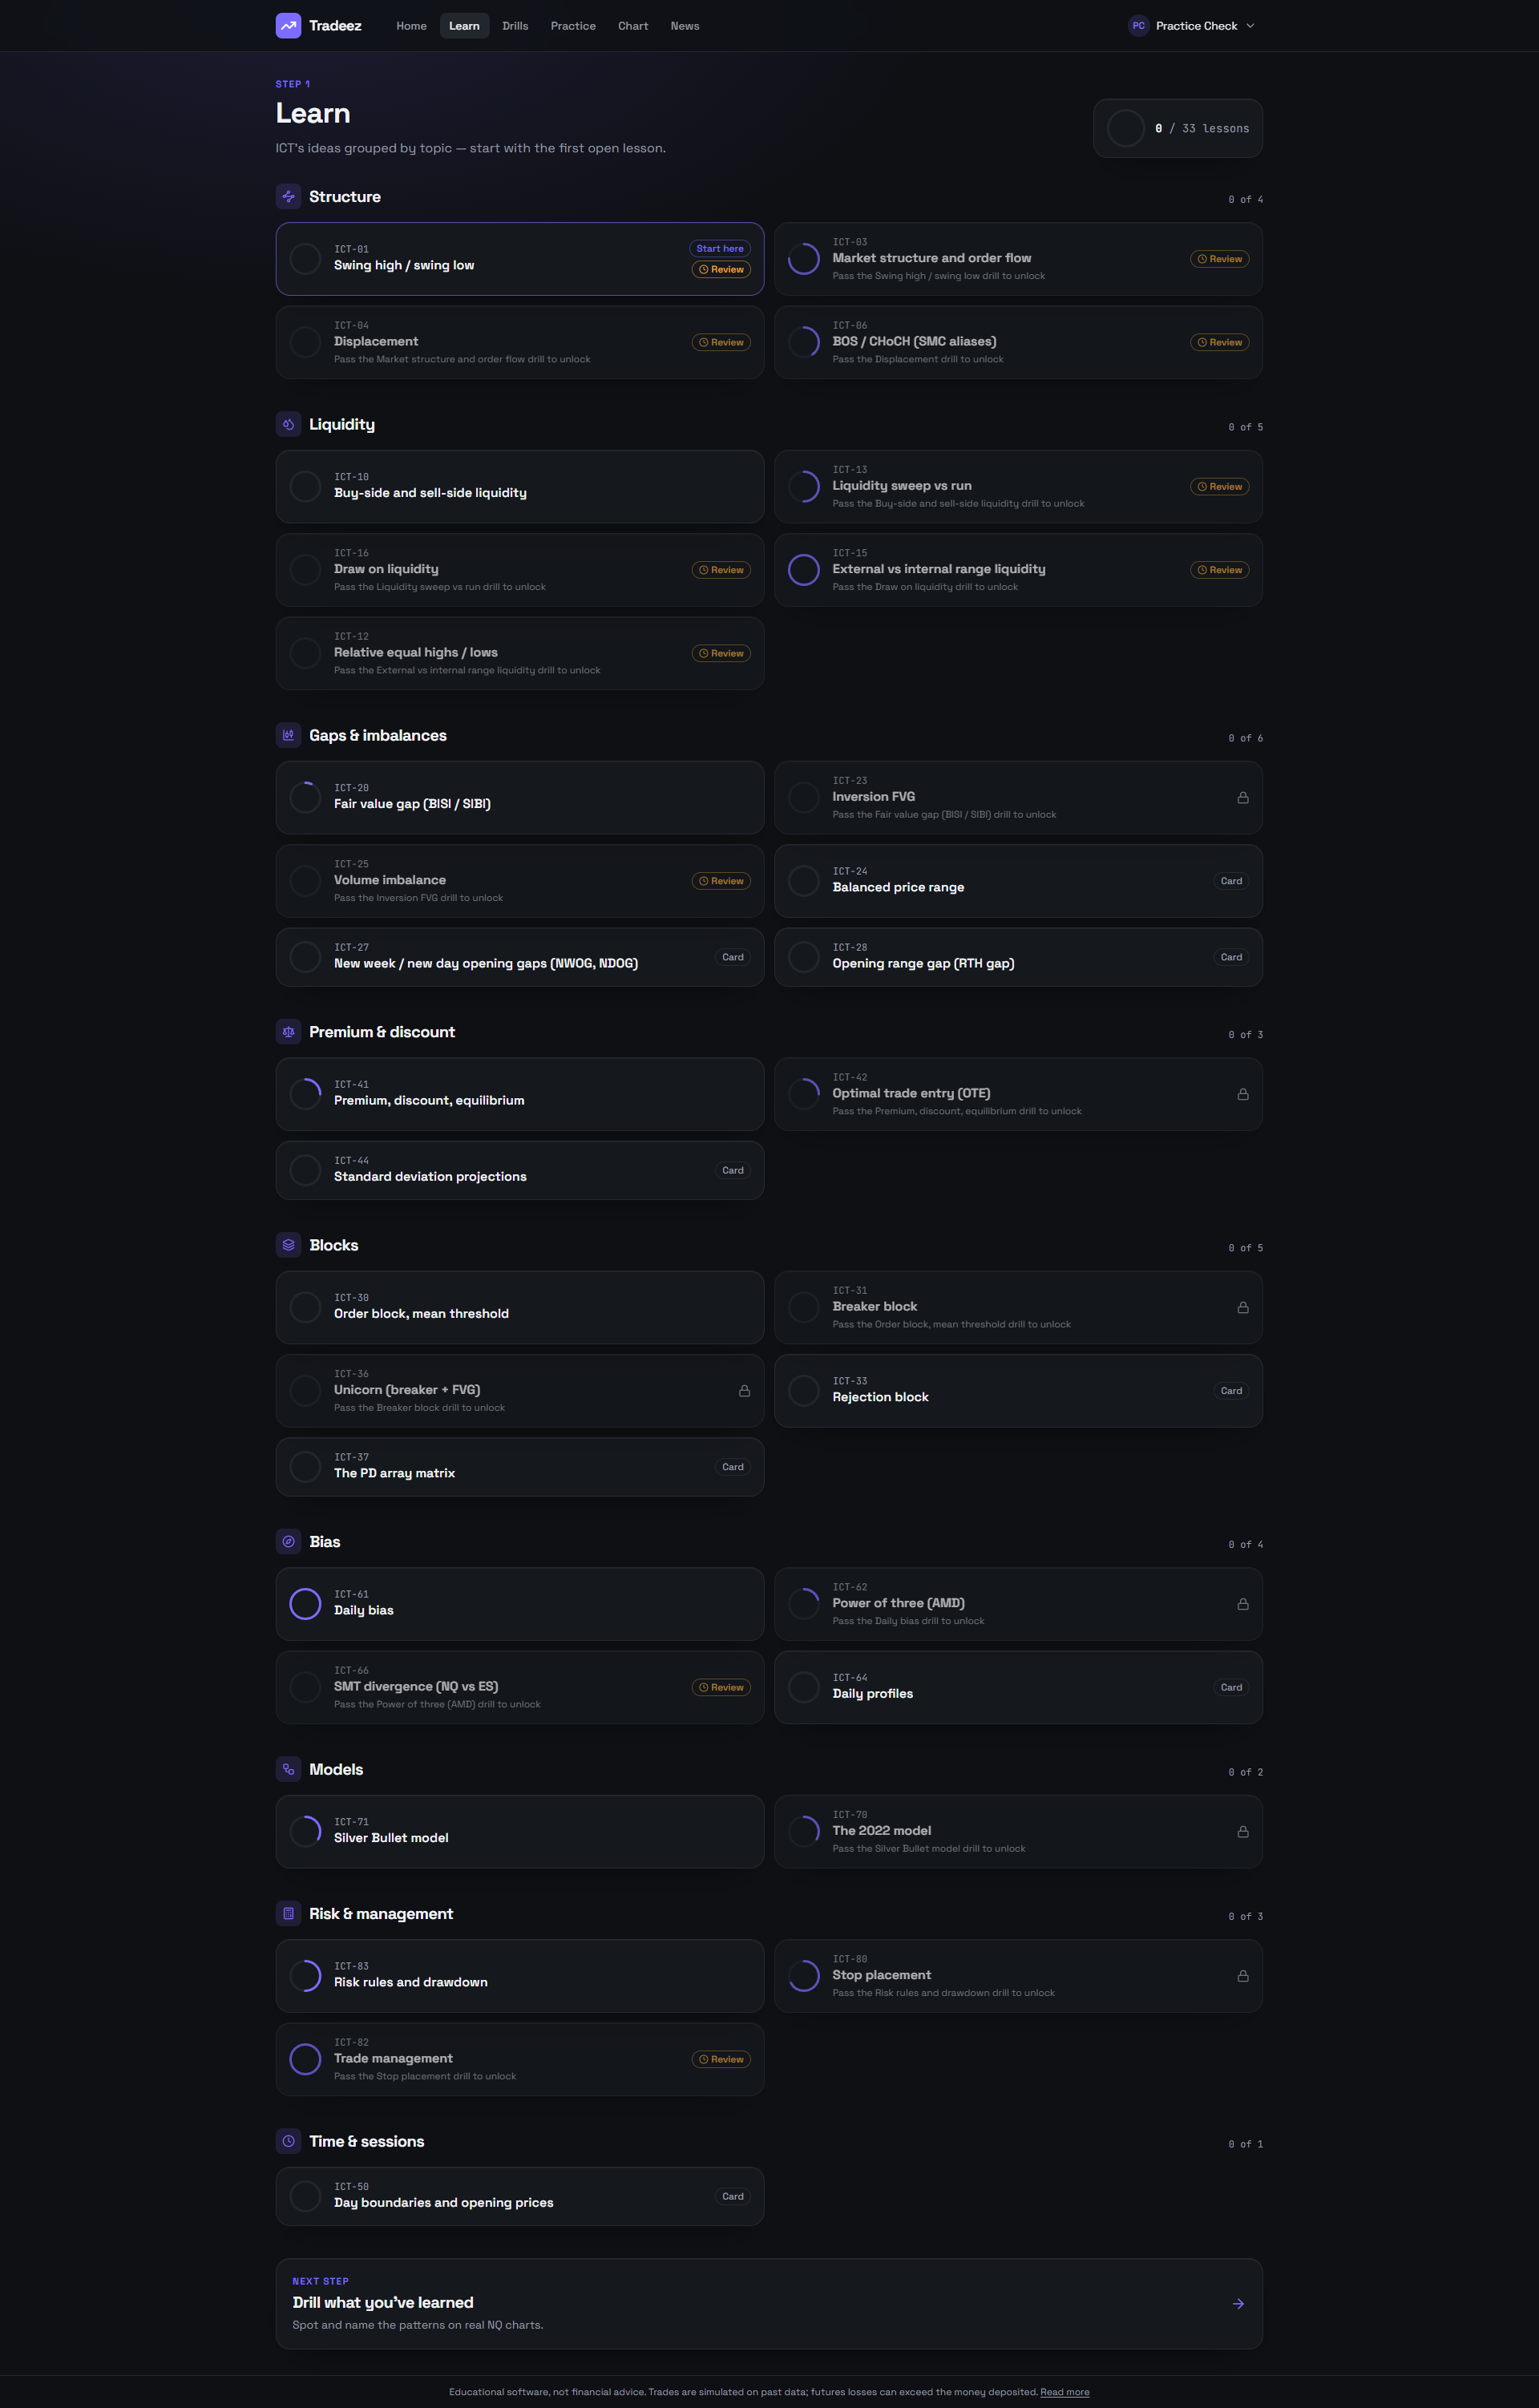 Tradeez
Home
Learn
Drills
Practice
Chart
News
PC
Practice Check
STEP 1
Learn
ICT's ideas grouped by topic — start with the first open lesson.
0 / 33 lessons
Structure
0 of 4
ICT-01
Swing high / swing low
Start here
Review
ICT-03
Market structure and order flow
Pass the Swing high / swing low drill to unlock
Review
ICT-04
Displacement
Pass the Market structure and order flow drill to unlock
Review
ICT-06
BOS / CHoCH (SMC aliases)
Pass the Displacement drill to unlock
Review
Liquidity
0 of 5
ICT-10
Buy-side and sell-side liquidity
ICT-13
Liquidity sweep vs run
Pass the Buy-side and sell-side liquidity drill to unlock
Review
ICT-16
Draw on liquidity
Pass the Liquidity sweep vs run drill to unlock
Review
ICT-15
External vs internal range liquidity
Pass the Draw on liquidity drill to unlock
Review
ICT-12
Relative equal highs / lows
Pass the External vs internal range liquidity drill to unlock
Review
Gaps & imbalances
0 of 6
ICT-20
Fair value gap (BISI / SIBI)
ICT-23
Inversion FVG
Pass the Fair value gap (BISI / SIBI) drill to unlock
ICT-25
Volume imbalance
Pass the Inversion FVG drill to unlock
Review
ICT-24
Balanced price range
Card
ICT-27
New week / new day opening gaps (NWOG, NDOG)
Card
ICT-28
Opening range gap (RTH gap)
Card
Premium & discount
0 of 3
ICT-41
Premium, discount, equilibrium
ICT-42
Optimal trade entry (OTE)
Pass the Premium, discount, equilibrium drill to unlock
ICT-44
Standard deviation projections
Card
Blocks
0 of 5
ICT-30
Order block, mean threshold
ICT-31
Breaker block
Pass the Order block, mean threshold drill to unlock
ICT-36
Unicorn (breaker + FVG)
Pass the Breaker block drill to unlock
ICT-33
Rejection block
Card
ICT-37
The PD array matrix
Card
Bias
0 of 4
ICT-61
Daily bias
ICT-62
Power of three (AMD)
Pass the Daily bias drill to unlock
ICT-66
SMT divergence (NQ vs ES)
Pass the Power of three (AMD) drill to unlock
Review
ICT-64
Daily profiles
Card
Models
0 of 2
ICT-71
Silver Bullet model
ICT-70
The 2022 model
Pass the Silver Bullet model drill to unlock
Risk & management
0 of 3
ICT-83
Risk rules and drawdown
ICT-80
Stop placement
Pass the Risk rules and drawdown drill to unlock
ICT-82
Trade management
Pass the Stop placement drill to unlock
Review
Time & sessions
0 of 1
ICT-50
Day boundaries and opening prices
Card
NEXT STEP
Drill what you've learned
Spot and name the patterns on real NQ charts.
Educational software, not financial advice. Trades are simulated on past data; futures losses can exceed the money deposited. Read more